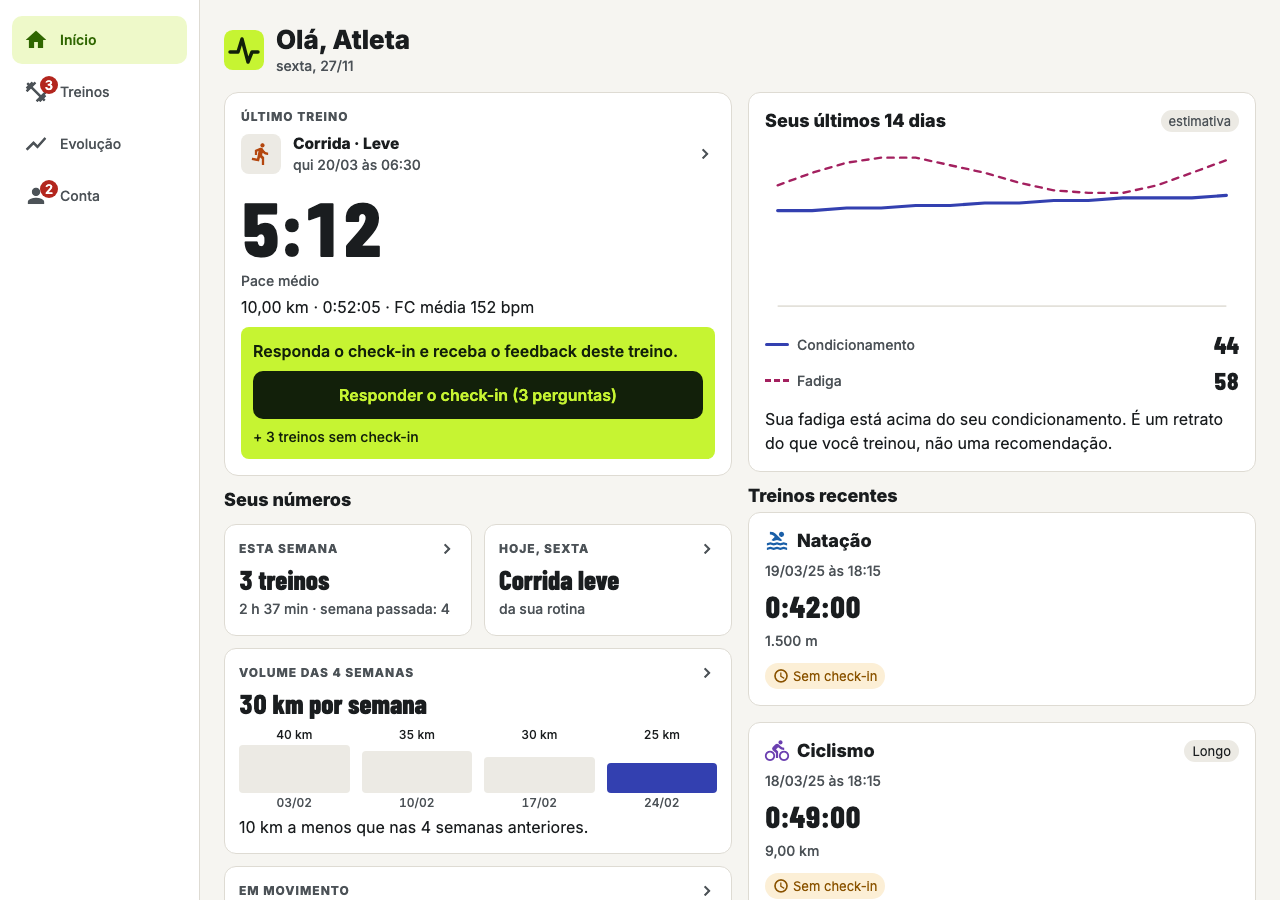 Início
3
Treinos
Evolução
2
Conta
Olá, Atleta
sexta, 27/11
ÚLTIMO TREINO
Corrida · Leve
qui 20/03 às 06:30
5:12
Pace médio
10,00 km · 0:52:05 · FC média 152 bpm
Responda o check-in e receba o feedback deste treino.
Responder o check-in (3 perguntas)
+ 3 treinos sem check-in
Seus números
ESTA SEMANA
3 treinos
2 h 37 min · semana passada: 4
HOJE, SEXTA
Corrida leve
da sua rotina
VOLUME DAS 4 SEMANAS
30 km por semana
40 km 35 km 30 km 25 km
03/02 10/02 17/02 24/02
10 km a menos que nas 4 semanas anteriores.
EM MOVIMENTO
Seus últimos 14 dias
estimativa
Condicionamento 44
Fadiga 58
Sua fadiga está acima do seu condicionamento. É um retrato
do que você treinou, não uma recomendação.
Treinos recentes
Natação
19/03/25 às 18:15
0:42:00
1.500 m
Sem check-in
Ciclismo
Longo
18/03/25 às 18:15
0:49:00
9,00 km
Sem check-in